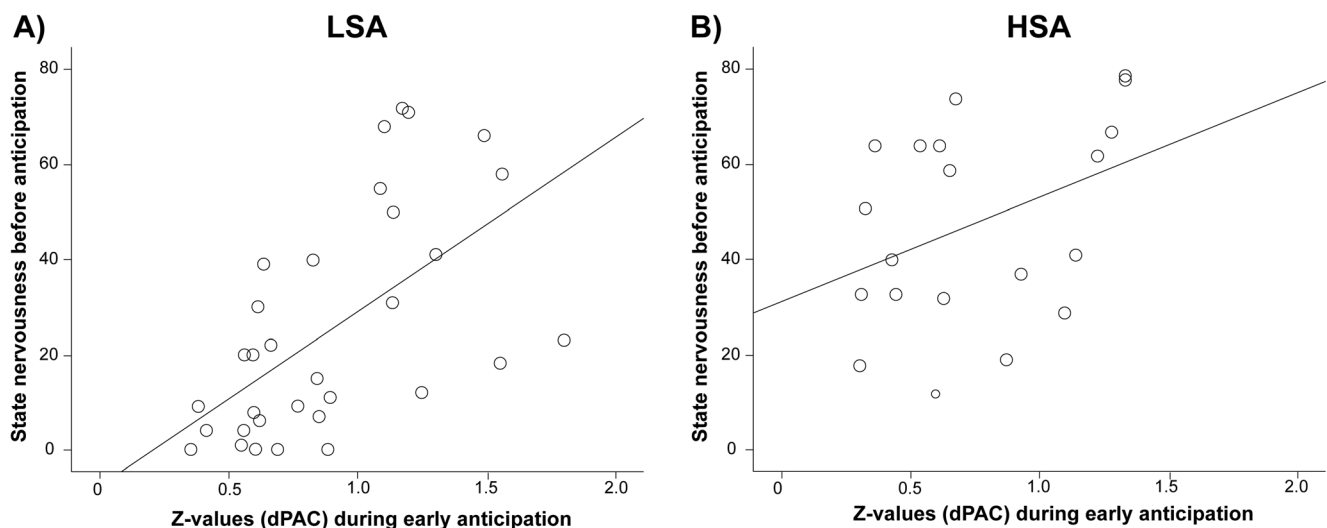 A)
LSA
State nervousness before anticipation
80
60
40
20
0
0 0.5 1.0 1.5 2.0
Z-values (dPAC) during early anticipation
B)
HSA
State nervousness before anticipation
80
60
40
20
0
0 0.5 1.0 1.5 2.0
Z-values (dPAC) during early anticipation